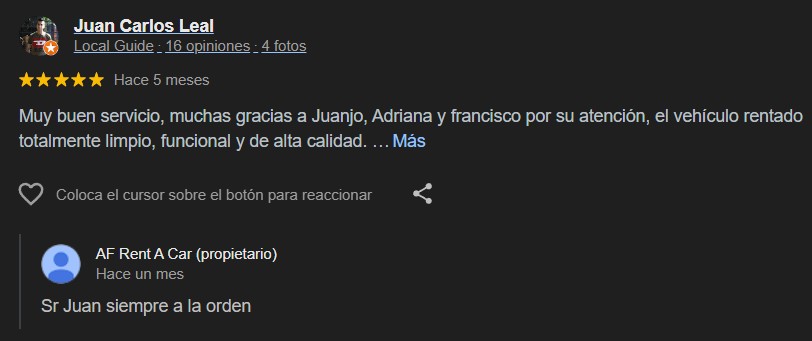 Juan Carlos Leal
Local Guide · 16 opiniones · 4 fotos
Hace 5 meses
Muy buen servicio, muchas gracias a Juanjo, Adriana y francisco por su atención, el vehículo rentado
totalmente limpio, funcional y de alta calidad. … Más
Coloca el cursor sobre el botón para reaccionar
AF Rent A Car (propietario)
Hace un mes
Sr Juan siempre a la orden